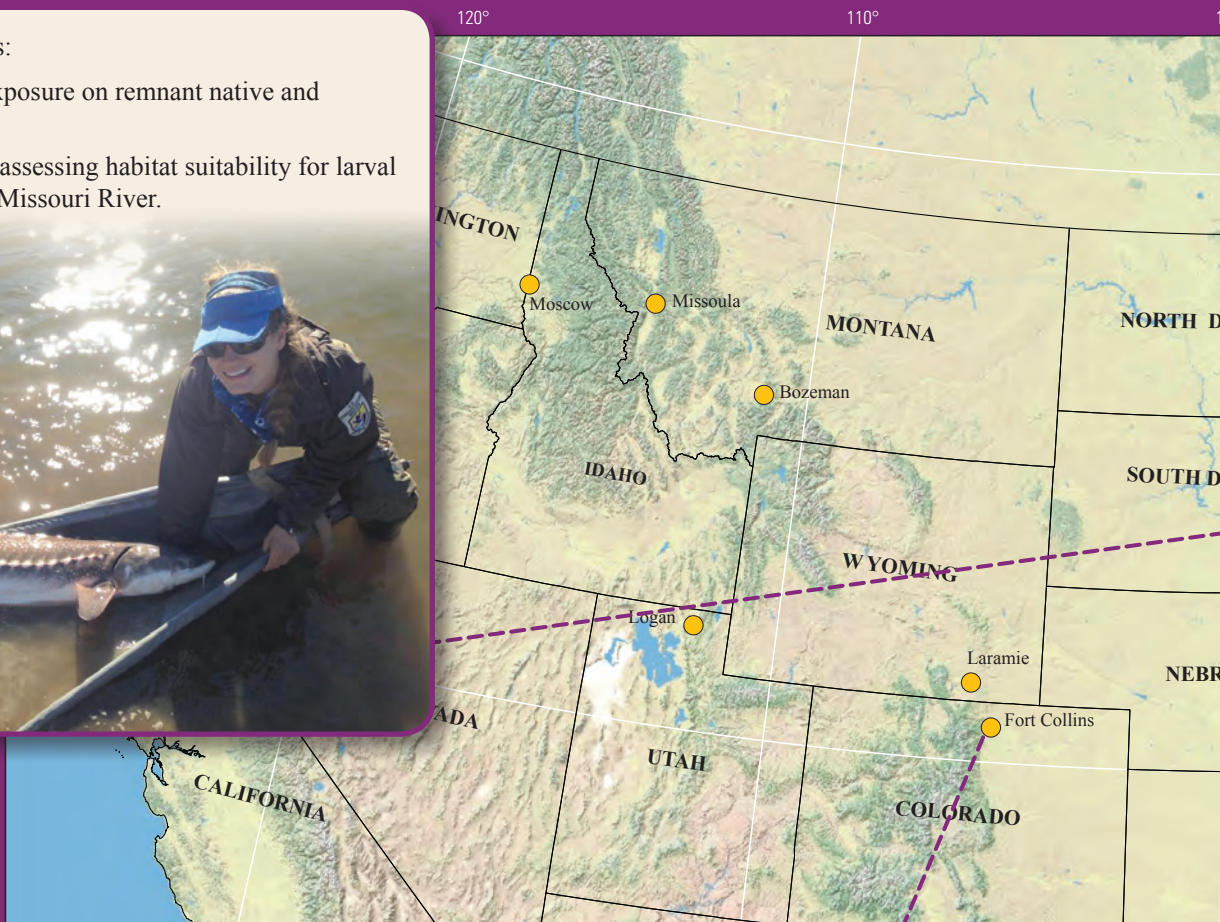 120°
110°
s:
xposure on remnant native and
assessing habitat suitability for larval
Missouri River.
INGTON
Moscow
Missoula
MONTANA
NORTH D
Bozeman
IDAHO
SOUTH D
WYOMING
Logan
Laramie
NEBR
Fort Collins
ADA
UTAH
CALIFORNIA
COLORADO